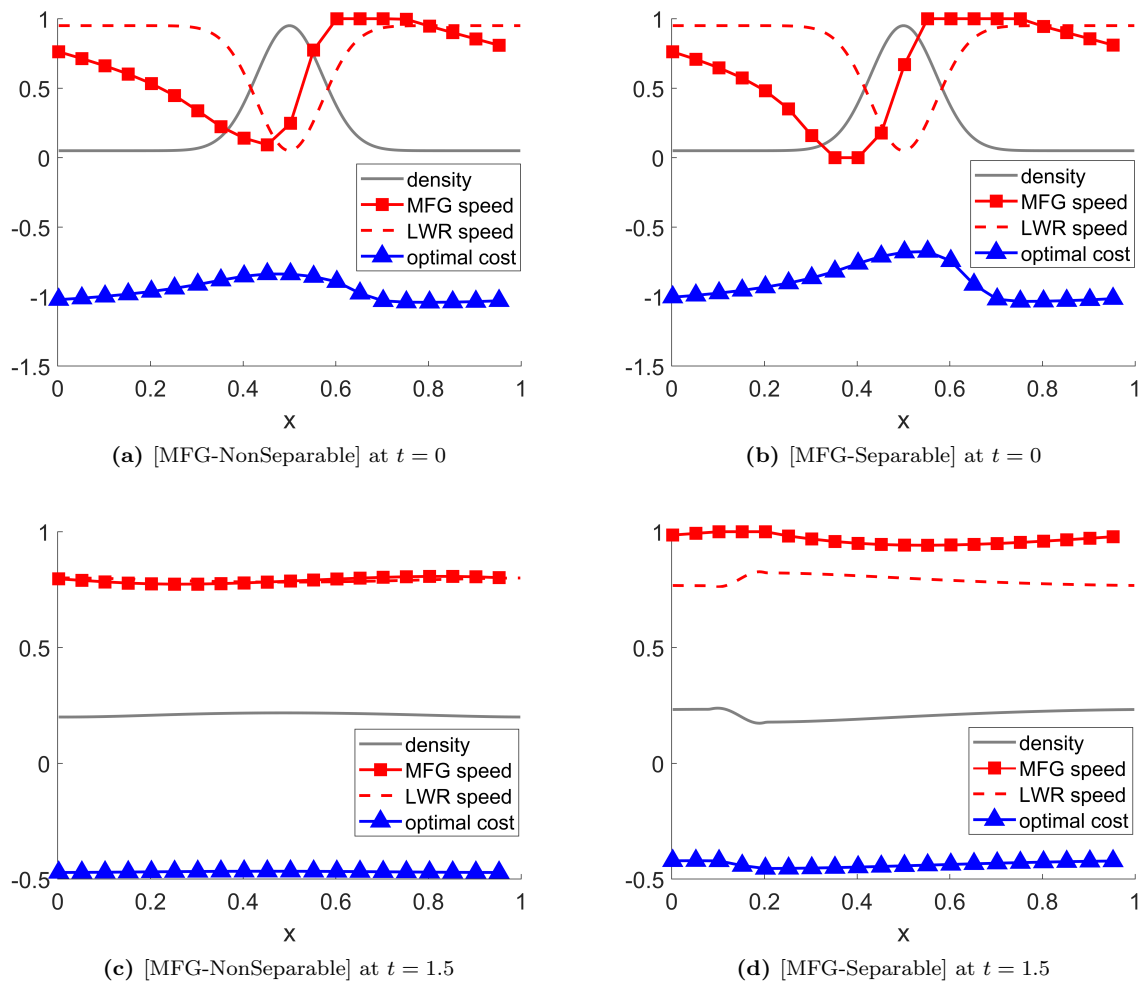 1
0.5
0
-0.5
-1
-1.5
0
0.2
0.4
0.6
0.8
1
x
density
MFG speed
LWR speed
optimal cost
(a) [MFG-NonSeparable] at t = 0
1
0.5
0
-0.5
-1
-1.5
0
0.2
0.4
0.6
0.8
1
x
density
MFG speed
LWR speed
optimal cost
(b) [MFG-Separable] at t = 0
1
0.5
0
-0.5
0
0.2
0.4
0.6
0.8
1
x
density
MFG speed
LWR speed
optimal cost
(c) [MFG-NonSeparable] at t = 1.5
1
0.5
0
-0.5
0
0.2
0.4
0.6
0.8
1
x
density
MFG speed
LWR speed
optimal cost
(d) [MFG-Separable] at t = 1.5